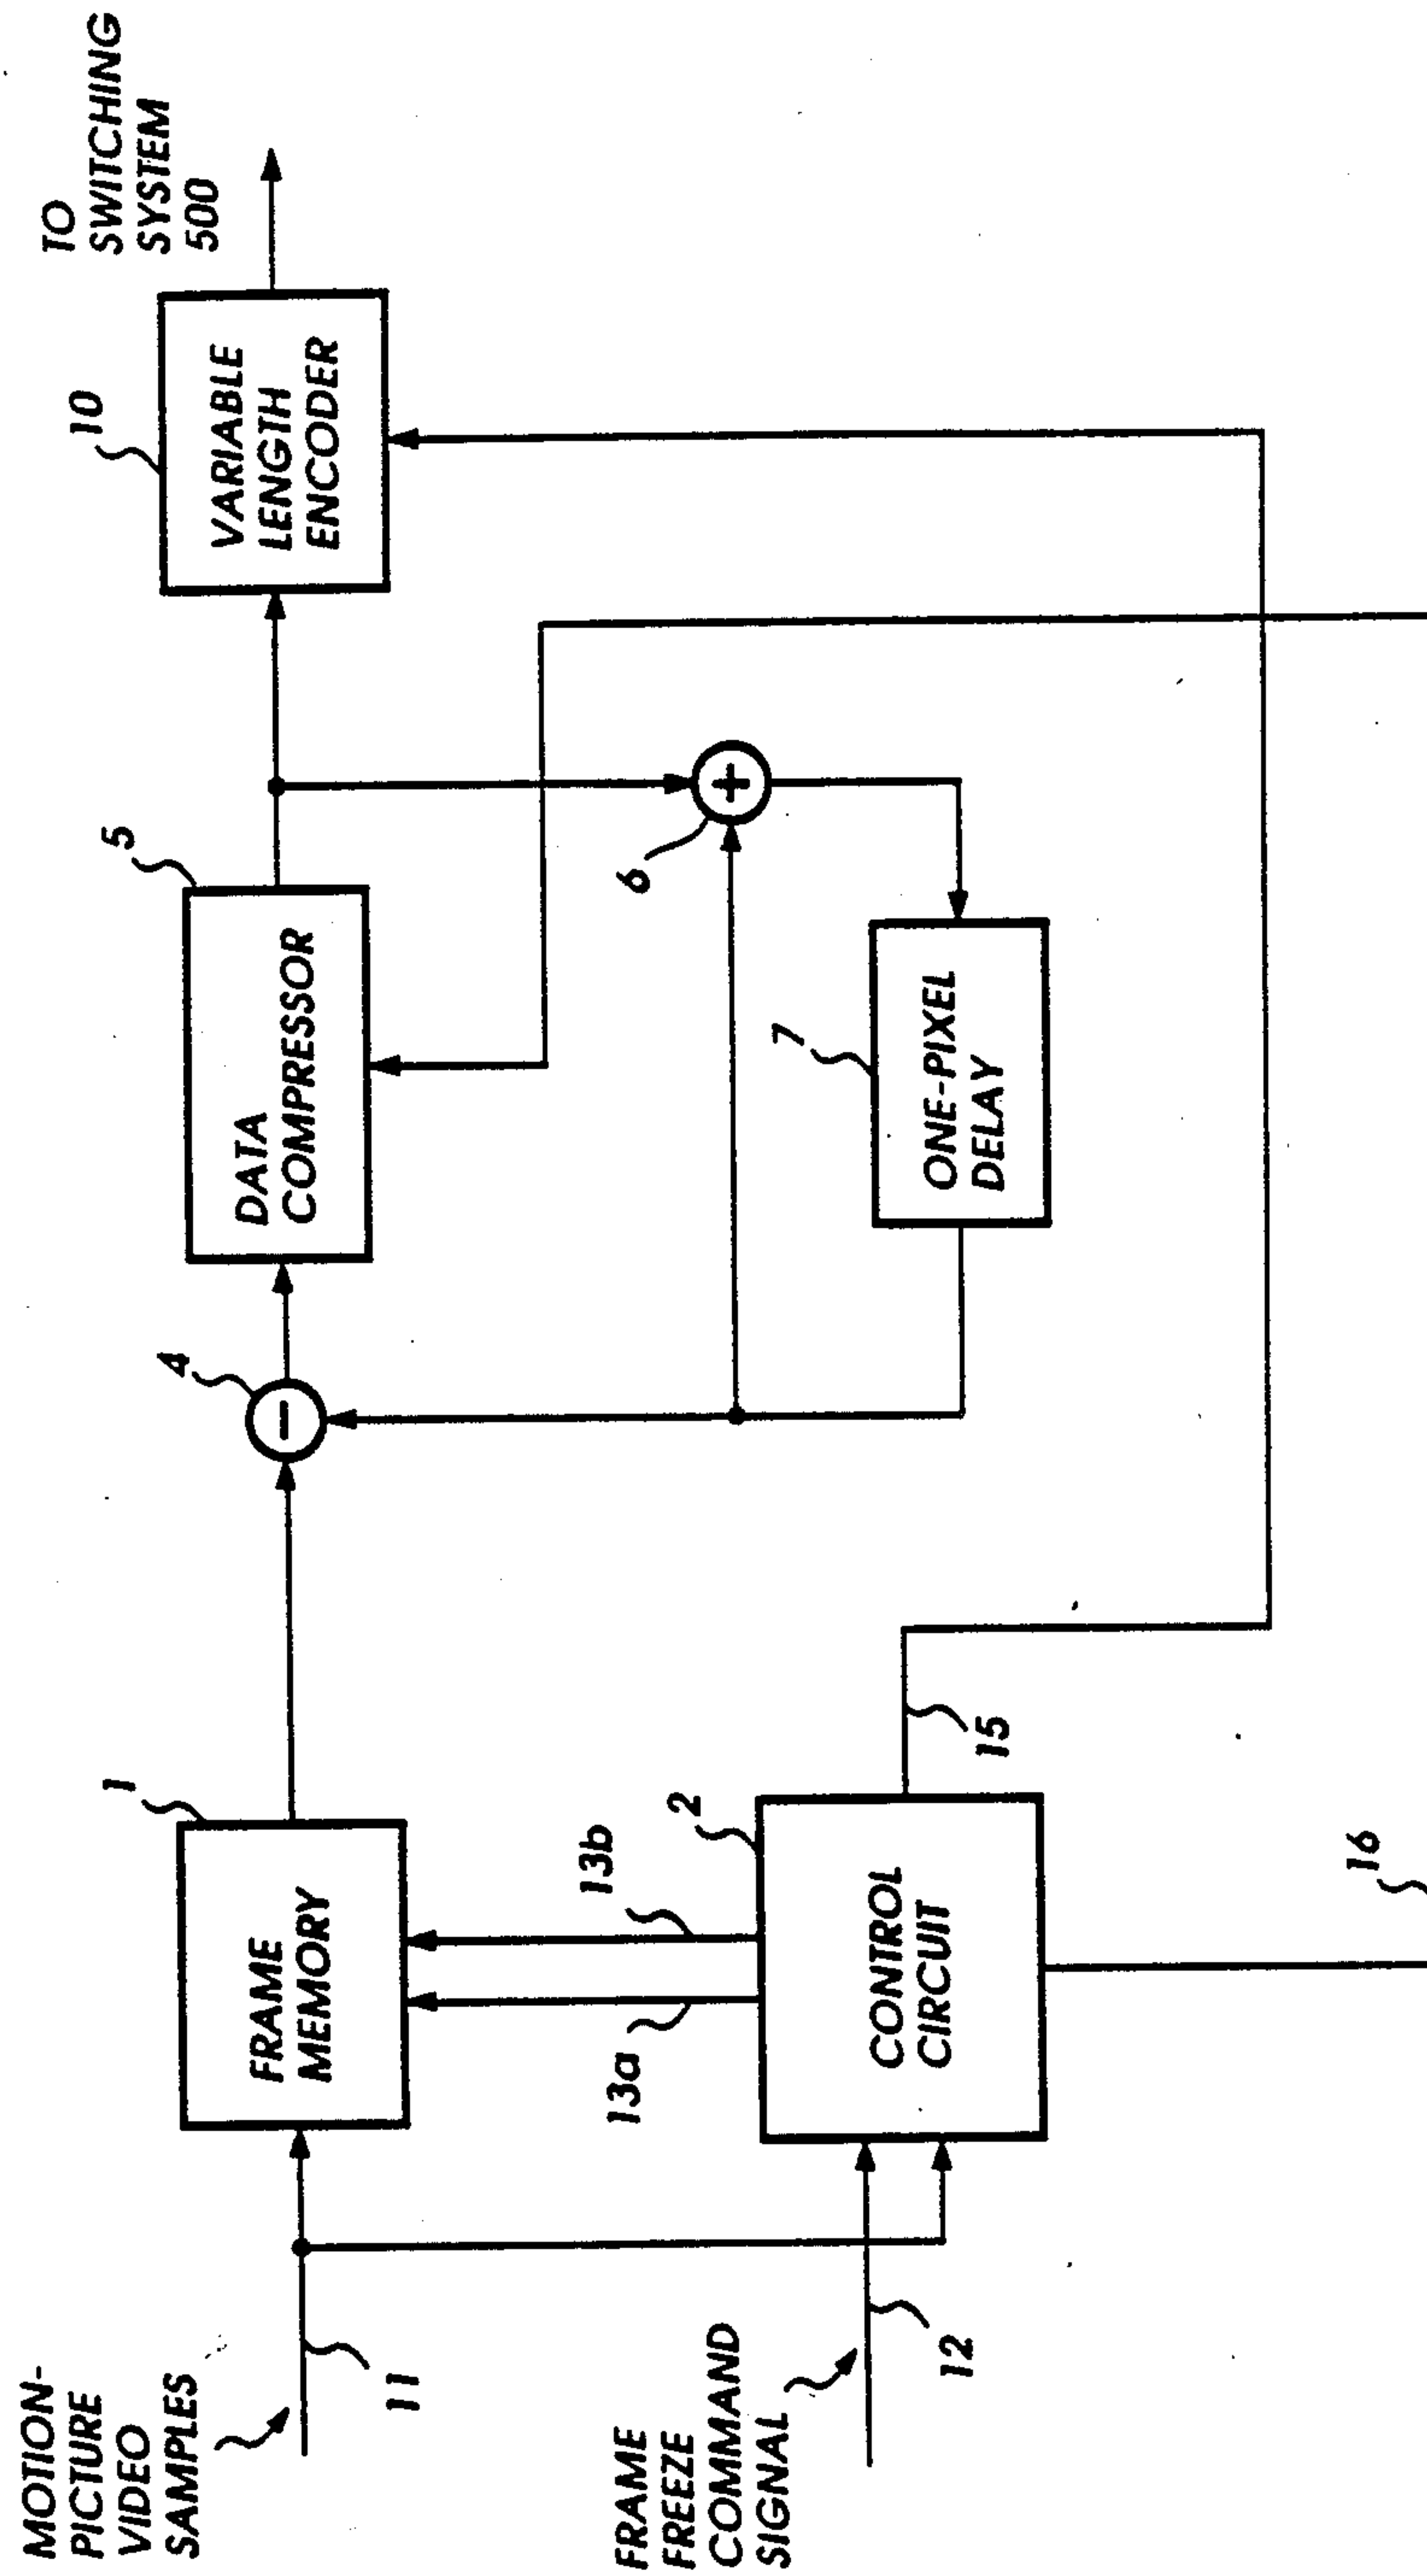 MOTION-
PICTURE
VIDEO
SAMPLES
11
FRAME
MEMORY
1
4
DATA
COMPRESSOR
5
VARIABLE
LENGTH
ENCODER
10
TO
SWITCHING
SYSTEM
500
13a
13b
6
ONE-PIXEL
DELAY
7
FRAME
FREEZE
COMMAND
SIGNAL
12
CONTROL
CIRCUIT
2
15
16